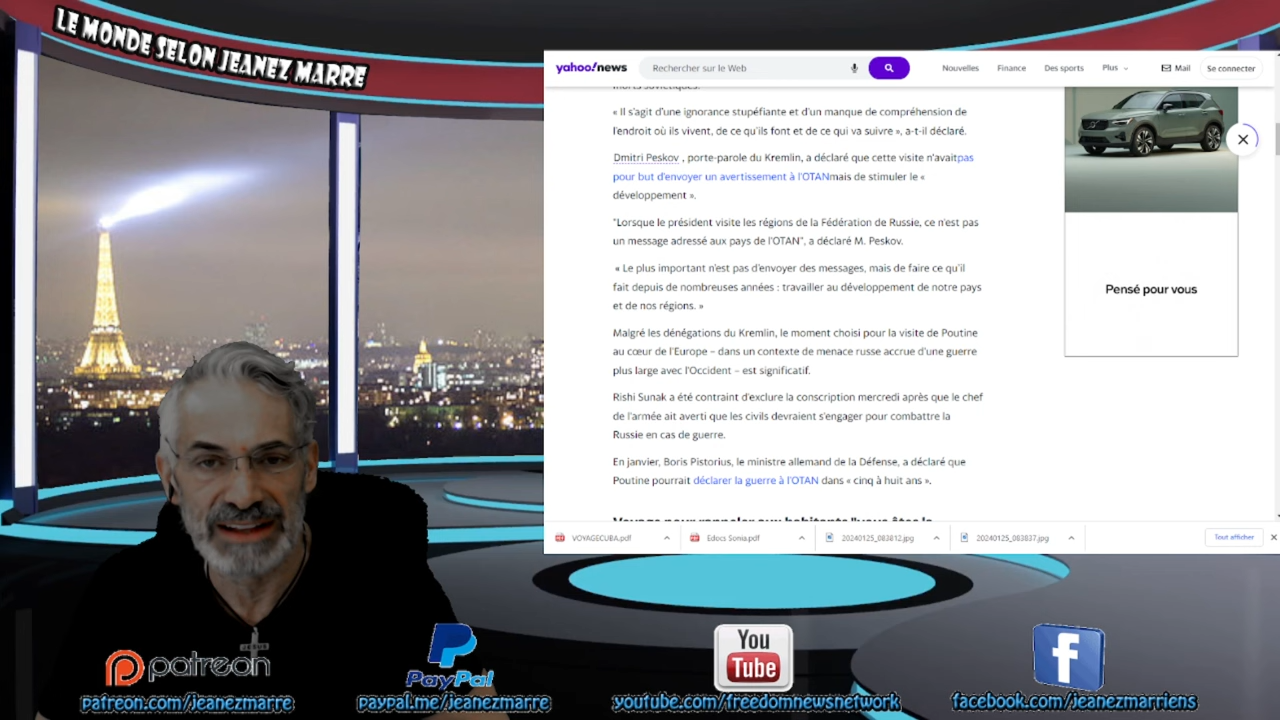 LE MONDE SELON JEANEZ MARRE
yahoo!news
Rechercher sur le Web
Nouvelles
Finance
Des sports
Plus
Mail
Se connecter
morts soviétiques.
« Il s'agit d'une ignorance stupéfiante et d'un manque de compréhension de
l'endroit où ils vivent, de ce qu'ils font et de ce qui va suivre », a-t-il déclaré.
Dmitri Peskov , porte-parole du Kremlin, a déclaré que cette visite n'avaitpas
pour but d'envoyer un avertissement à l'OTANmais de stimuler le «
développement ».
"Lorsque le président visite les régions de la Fédération de Russie, ce n'est pas
un message adressé aux pays de l'OTAN", a déclaré M. Peskov.
« Le plus important n'est pas d'envoyer des messages, mais de faire ce qu'il
fait depuis de nombreuses années : travailler au développement de notre pays
et de nos régions. »
Malgré les dénégations du Kremlin, le moment choisi pour la visite de Poutine
au cœur de l'Europe – dans un contexte de menace russe accrue d'une guerre
plus large avec l'Occident – est significatif.
Rishi Sunak a été contraint d'exclure la conscription mercredi après que le chef
de l'armée ait averti que les civils devraient s'engager pour combattre la
Russie en cas de guerre.
En janvier, Boris Pistorius, le ministre allemand de la Défense, a déclaré que
Poutine pourrait déclarer la guerre à l'OTAN dans « cinq à huit ans ».
Voyage pour rappeler aux habitants "vous êtes le
Pensé pour vous
VOYAGECUBA.pdf
Edocs Sonia.pdf
20240125_083812.jpg
20240125_083837.jpg
Tout afficher
patreon
PayPal
You
Tube
f
patreon.com/jeanezmarre
paypal.me/jeanezmarre
youtube.com/freedomnewsnetwork
facebook.com/jeanezmarriens